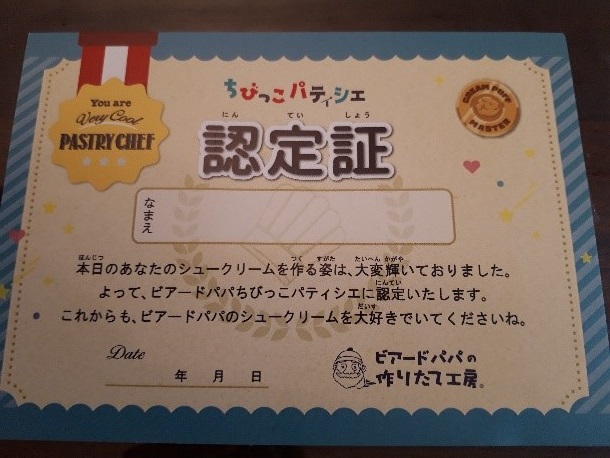 You are
Very Cool
PASTRY CHEF
ちびっこパティシエ
CREAM PUFF
MASTER
にん てい しょう
認定証
なまえ
ほんじつ つく すがた たいへん かがや
本日のあなたのシュークリームを作る姿は、大変輝いておりました。
にんてい
よって、ビアードパパちびっこパティシエに認定いたします。
だいす
これからも、ビアードパパのシュークリームを大好きでいてくださいね。
Date
年 月 日
ビアードパパの
作りたて工房。